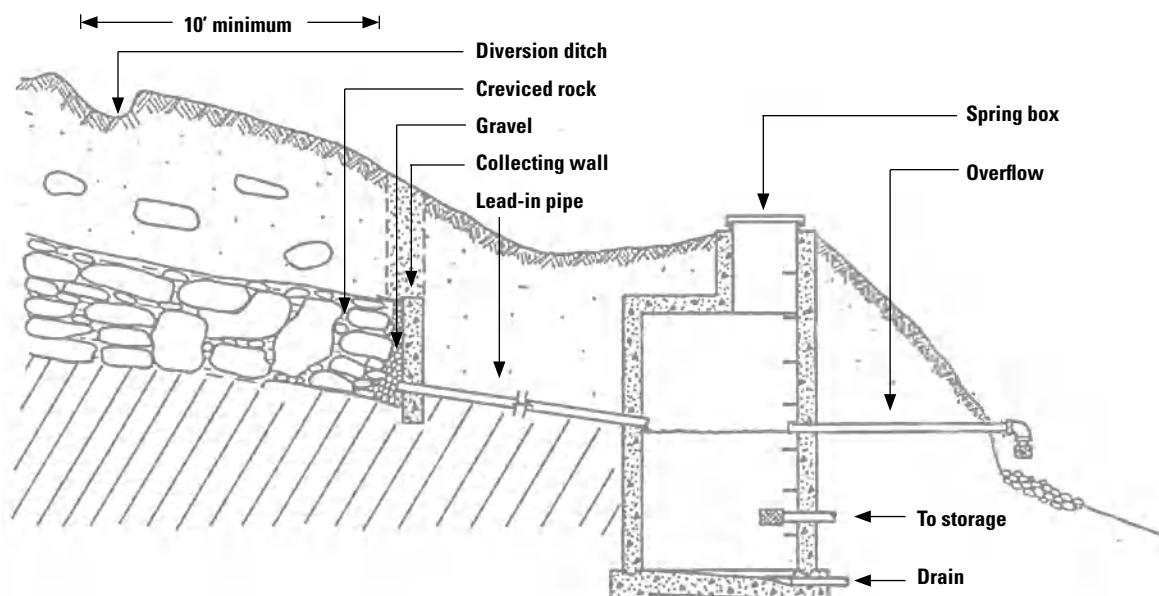 10’ minimum
Diversion ditch
Creviced rock
Gravel
Collecting wall
Lead-in pipe
Spring box
Overflow
To storage
Drain